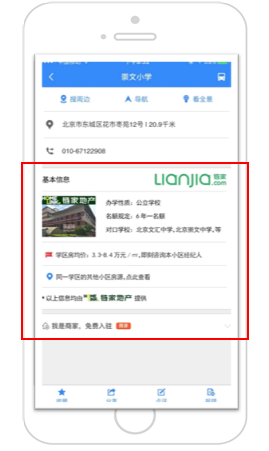 崇文小学
搜周边 导航 看全景
北京市东城区花市枣苑12号 | 20.9千米
010-67122908
基本信息
LIANJIA 链家 .com
链家地产
办学性质：公立学校
名额规定：6年一名额
对口学校：北京文汇中学，北京崇文中学，等
学区房均价：3.3-8.4万元／㎡，即刻咨询本小区经纪人
同一学区的其他小区房源，点此查看
•以上信息均由 链家地产 提供
我是商家，免费入驻 商家